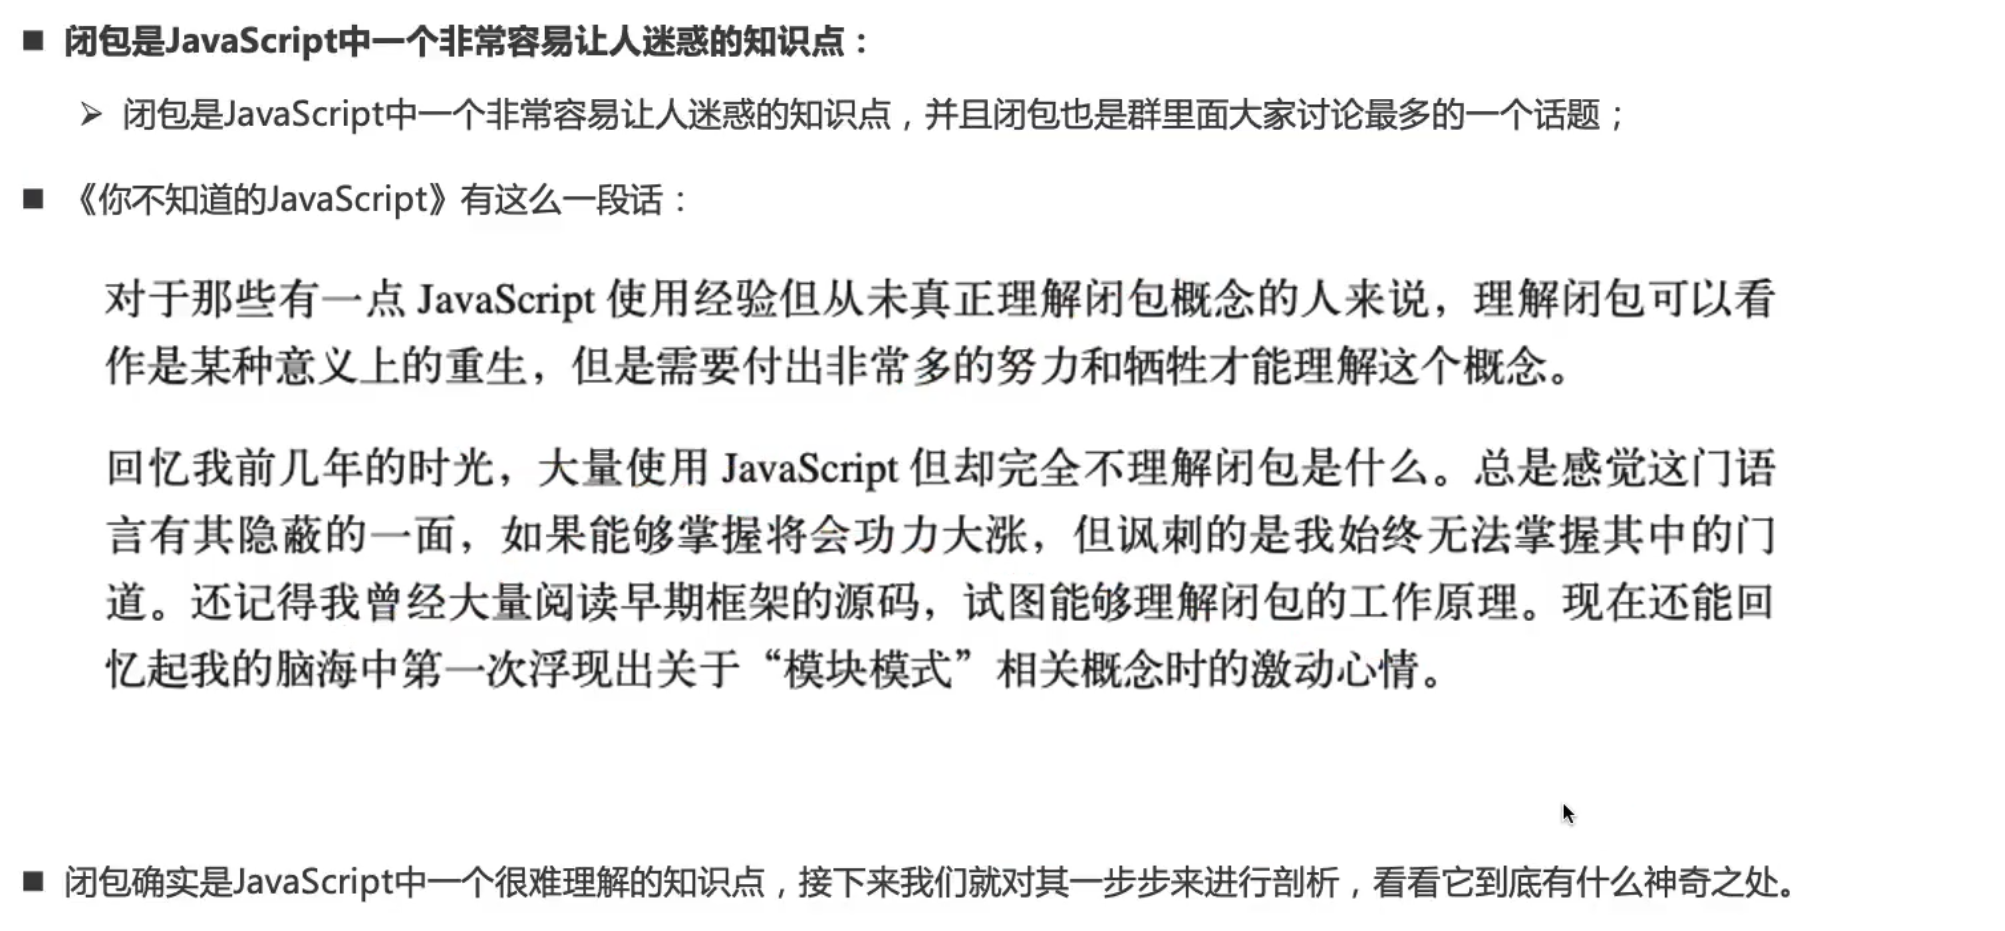 ■ 闭包是JavaScript中一个非常容易让人迷惑的知识点：
➢ 闭包是JavaScript中一个非常容易让人迷惑的知识点，并且闭包也是群里面大家讨论最多的一个话题；
■ 《你不知道的JavaScript》有这么一段话：
对于那些有一点 JavaScript 使用经验但从未真正理解闭包概念的人来说，理解闭包可以看
作是某种意义上的重生，但是需要付出非常多的努力和牺牲才能理解这个概念。
回忆我前几年的时光，大量使用 JavaScript 但却完全不理解闭包是什么。总是感觉这门语
言有其隐蔽的一面，如果能够掌握将会功力大涨，但讽刺的是我始终无法掌握其中的门
道。还记得我曾经大量阅读早期框架的源码，试图能够理解闭包的工作原理。现在还能回
忆起我的脑海中第一次浮现出关于“模块模式”相关概念时的激动心情。
■ 闭包确实是JavaScript中一个很难理解的知识点，接下来我们就对其一步步来进行剖析，看看它到底有什么神奇之处。